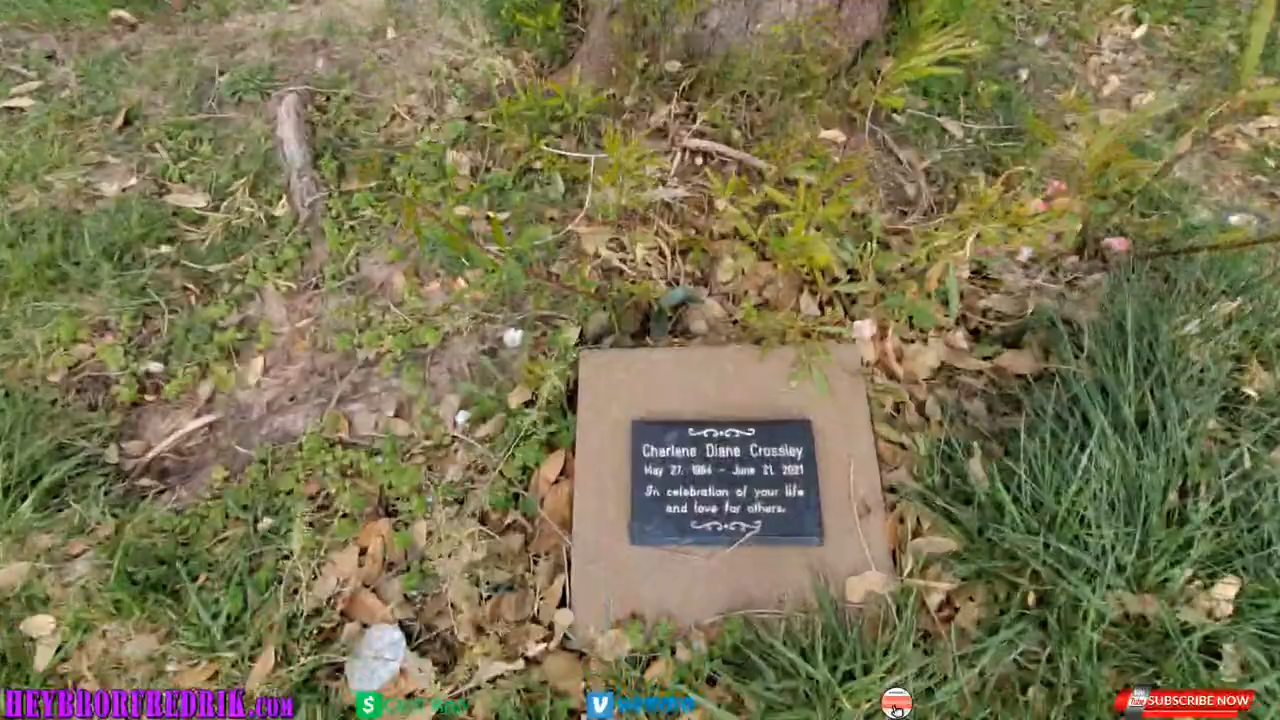 Charlene Diane Crossley
May 27, 1964 - June 21, 2021
In celebration of your life
and love for others.
HEYBRORYBEDRIK.COM
SUBSCRIBE NOW